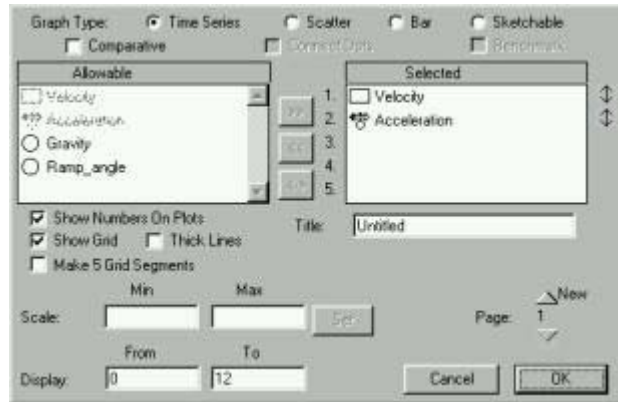 Graph Type: Time Series Scatter Bar Sketchable
Comparative Connect Dots Benchmark
Allowable Selected
Velocity 1. Velocity
Acceleration >> 2. Acceleration
Gravity << 3.
Ramp_angle 4.
5.
Show Numbers On Plots
Title: Untitled
Show Grid Thick Lines
Make 5 Grid Segments
Min Max
New
Scale: Set Page: 1
From To
Display: 0 12 Cancel OK